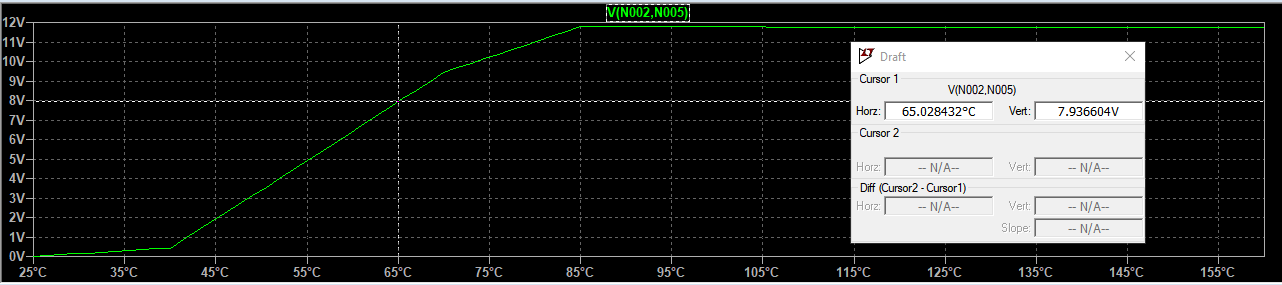 V(N002,N005)
12V
11V
10V
9V
8V
7V
6V
5V
4V
3V
2V
1V
0V
25°C 35°C 45°C 55°C 65°C 75°C 85°C 95°C 105°C 115°C 125°C 135°C 145°C 155°C
Draft
Cursor 1
V(N002,N005)
Horz: 65.028432°C Vert: 7.936604V
Cursor 2
Horz: -- N/A-- Vert: -- N/A--
Diff (Cursor2 - Cursor1)
Horz: -- N/A-- Vert: -- N/A--
Slope: -- N/A--